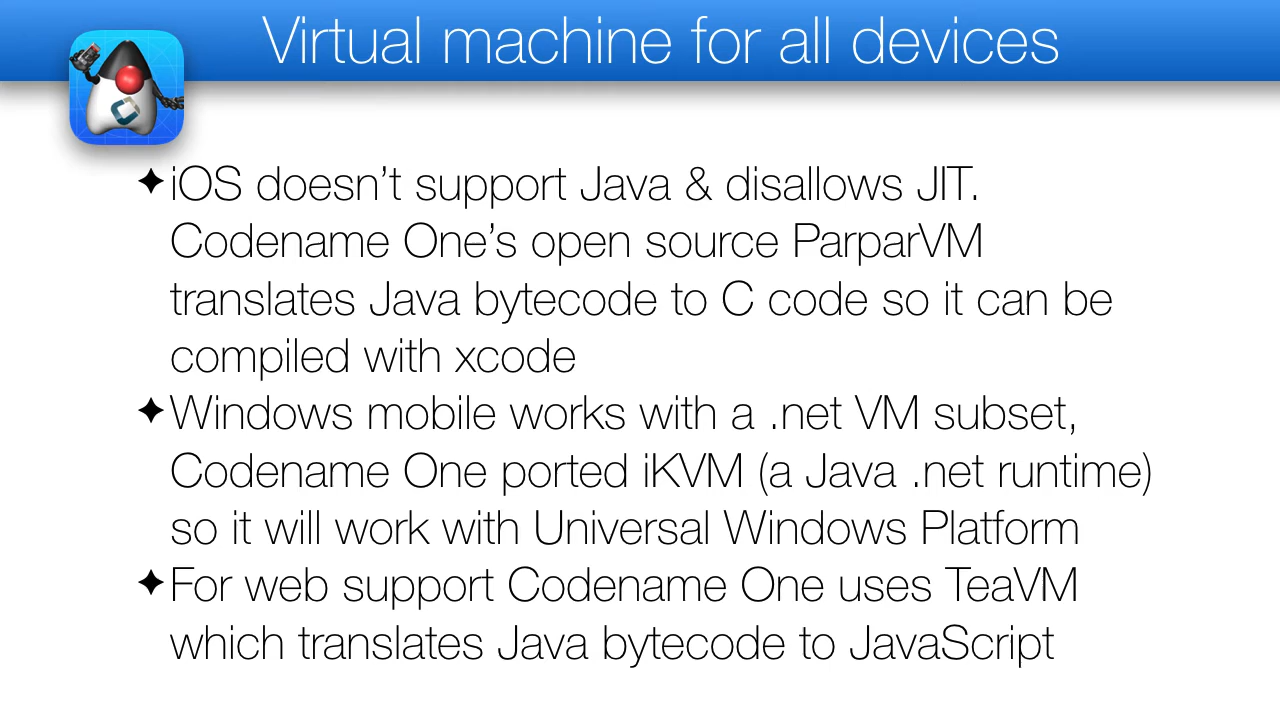 Virtual machine for all devices
✦iOS doesn’t support Java & disallows JIT.
Codename One’s open source ParparVM
translates Java bytecode to C code so it can be
compiled with xcode
✦Windows mobile works with a .net VM subset,
Codename One ported iKVM (a Java .net runtime)
so it will work with Universal Windows Platform
✦For web support Codename One uses TeaVM
which translates Java bytecode to JavaScript